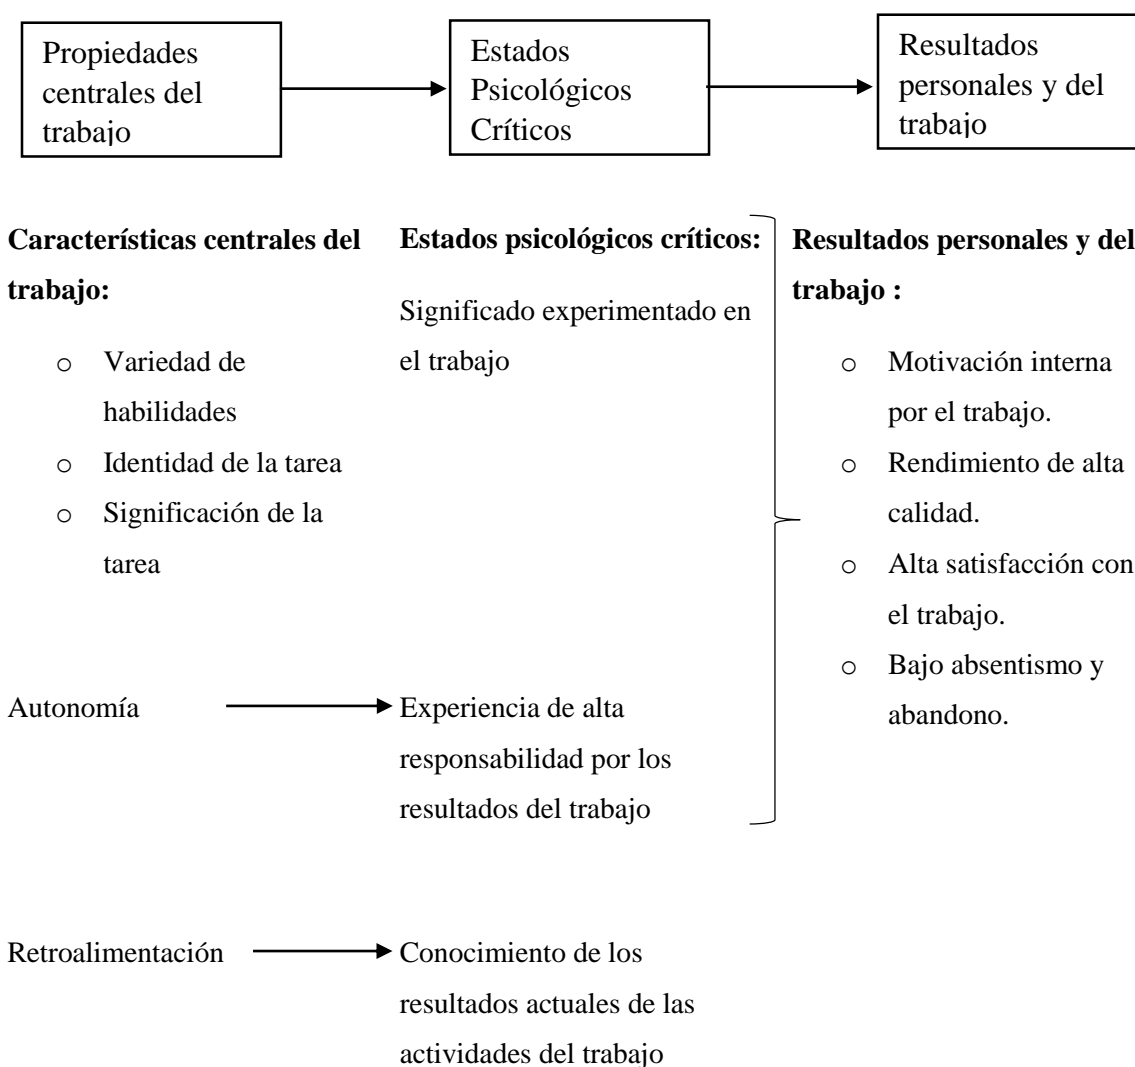 Propiedades
centrales del
trabajo
Estados
Psicológicos
Críticos
Resultados
personales y del
trabajo
Características centrales del
trabajo:
o Variedad de
habilidades
o Identidad de la tarea
o Significación de la
tarea
Estados psicológicos críticos:
Significado experimentado en
el trabajo
Resultados personales y del
trabajo :
o Motivación interna
por el trabajo.
o Rendimiento de alta
calidad.
o Alta satisfacción con
el trabajo.
o Bajo absentismo y
abandono.
Autonomía
Experiencia de alta
responsabilidad por los
resultados del trabajo
Retroalimentación
Conocimiento de los
resultados actuales de las
actividades del trabajo